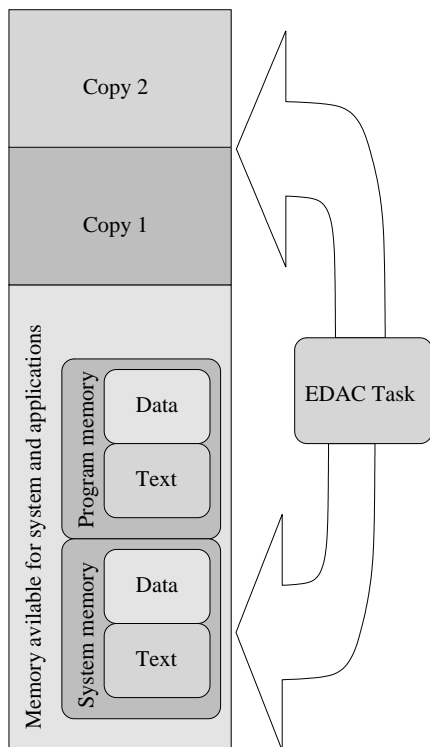 Copy 2
Copy 1
EDAC Task
Memory avilable for system and applications
Program memory
Data
Text
System memory
Data
Text